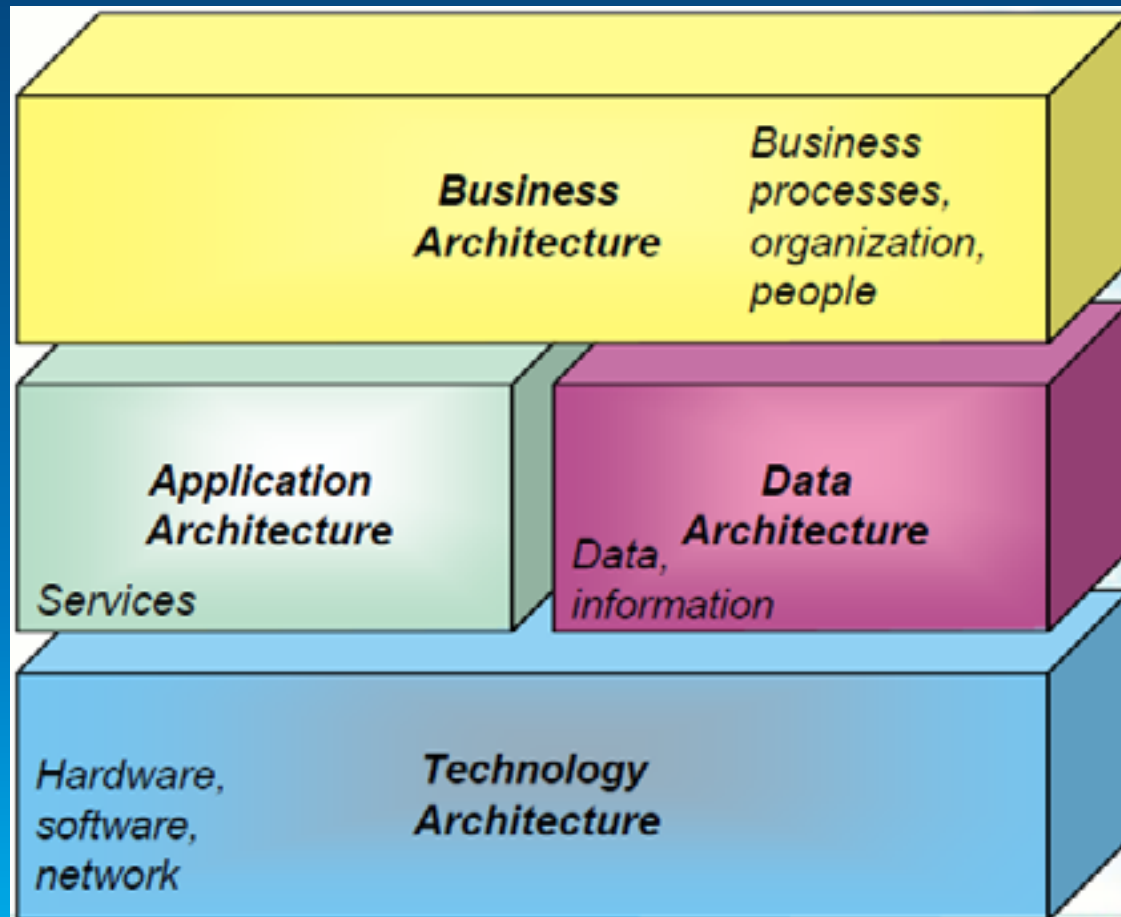 Business
Architecture
Business
processes,
organization,
people
Application
Architecture
Services
Data
Architecture
Data,
information
Technology
Architecture
Hardware,
software,
network